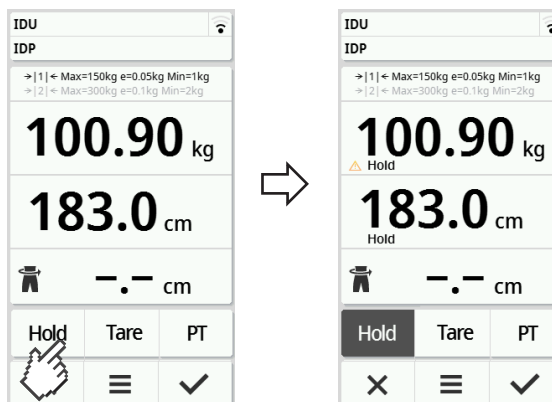 IDU
IDP
→|1|← Max=150kg e=0.05kg Min=1kg
→|2|← Max=300kg e=0.1kg Min=2kg
100.90 kg
183.0 cm
–.– cm
Hold Tare PT
IDU
IDP
→|1|← Max=150kg e=0.05kg Min=1kg
→|2|← Max=300kg e=0.1kg Min=2kg
100.90 kg
Hold
183.0 cm
Hold
–.– cm
Hold Tare PT